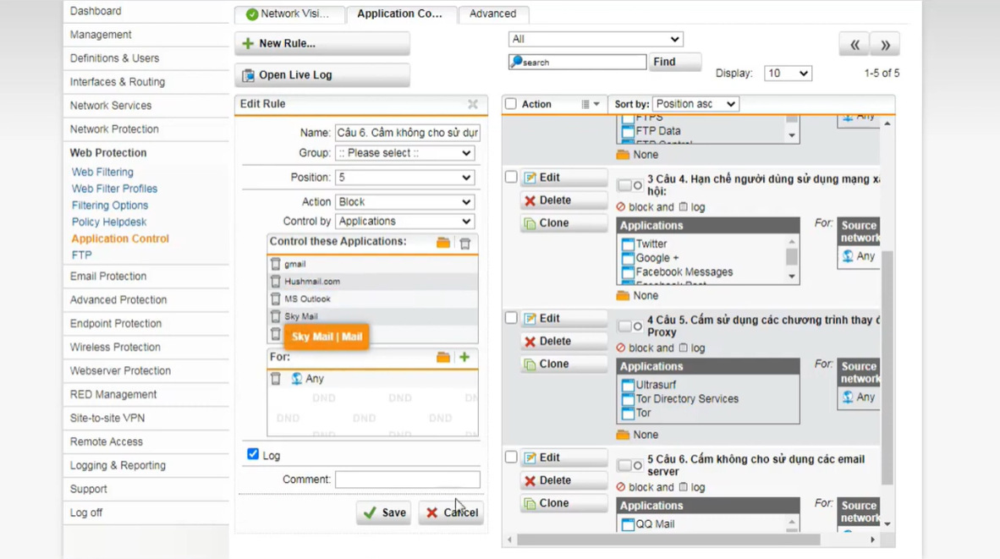 Dashboard
Management
Definitions & Users
Interfaces & Routing
Network Services
Network Protection
Web Protection
Web Filtering
Web Filter Profiles
Filtering Options
Policy Helpdesk
Application Control
FTP
Email Protection
Advanced Protection
Endpoint Protection
Wireless Protection
Webserver Protection
RED Management
Site-to-site VPN
Remote Access
Logging & Reporting
Support
Log off
Network Visi...
Application Co...
Advanced
New Rule...
Open Live Log
All
search
Find
Display: 10
1-5 of 5
Edit Rule
Name: Câu 6. Cấm không cho sử dụr
Group: :: Please select ::
Position: 5
Action Block
Control by Applications
Control these Applications:
gmail
Hushmail.com
MS Outlook
Sky Mail
Sky Mail | Mail
For:
Any
DND DND
DND DND DND
Log
Comment:
Save
Cancel
Action
Sort by: Position asc
FTPS
FTP Data
FTP Control
Any
None
Edit
Delete
Clone
3 Câu 4. Hạn chế người dùng sử dụng mạng xã
hội:
block and log
Applications
Twitter
Google +
Facebook Messages
Facebook Post
For:
Source
network
Any
None
Edit
Delete
Clone
4 Câu 5. Cấm sử dụng các chương trình thay đ
Proxy
block and log
Applications
Ultrasurf
Tor Directory Services
Tor
For:
Source
network
Any
None
Edit
Delete
Clone
5 Câu 6. Cấm không cho sử dụng các email
server
block and log
Applications
QQ Mail
For:
Source
network